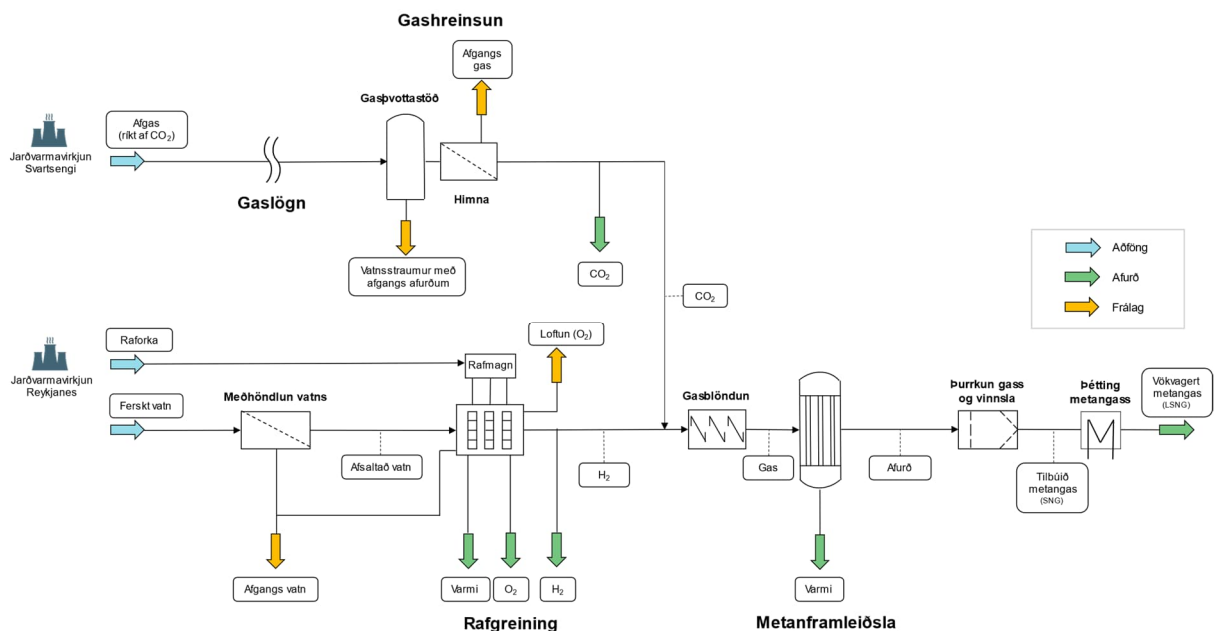 Gashreinsun
Afgangs
gas
Gasþvottastöð
Afgas
(ríkt af CO₂)
Jarðvarmavirkjun
Svartsengi
Gaslögn
Himna
Vatnsstraumur með
afgangs afurðum
CO₂
CO₂
Aðföng
Afurð
Frálag
Raforka
Jarðvarmavirkjun
Reykjanes
Ferskt vatn
Meðhöndlun vatns
Rafmagn
Loftun (O₂)
Afsaltað vatn
H₂
Gasblöndun
Gas
Afurð
Þurrkun gass
og vinnsla
Þétting
metangass
Vökvagert
metangas
(LSNG)
Tilbúið
metangas
(SNG)
Afgangs vatn
Varmi
O₂
H₂
Varmi
Rafgreining
Metanframleiðsla